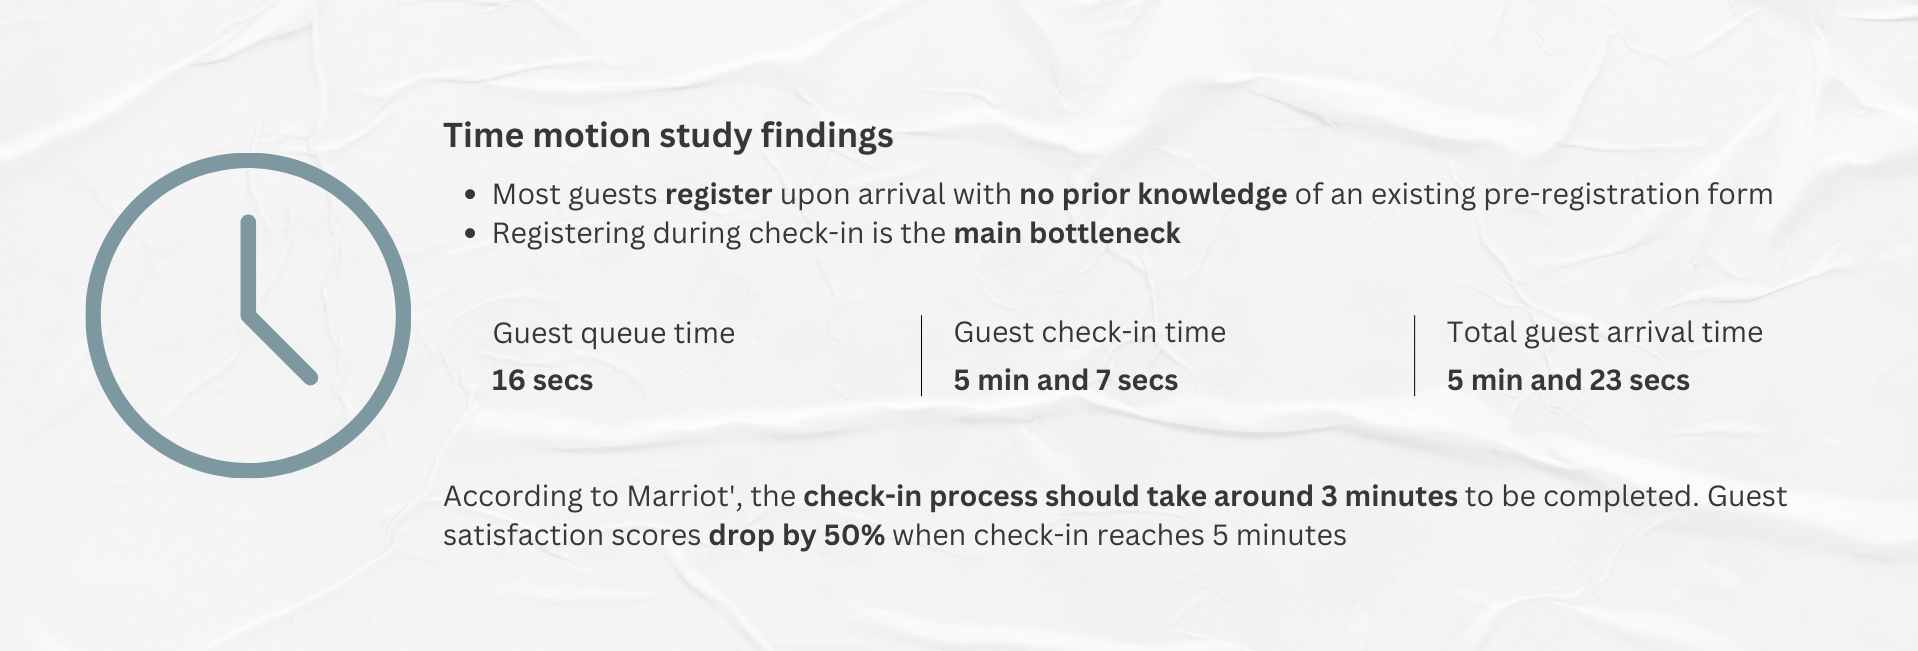 Time motion study findings
• Most guests register upon arrival with no prior knowledge of an existing pre-registration form
• Registering during check-in is the main bottleneck
Guest queue time
16 secs
Guest check-in time
5 min and 7 secs
Total guest arrival time
5 min and 23 secs
According to Marriot', the check-in process should take around 3 minutes to be completed. Guest
satisfaction scores drop by 50% when check-in reaches 5 minutes